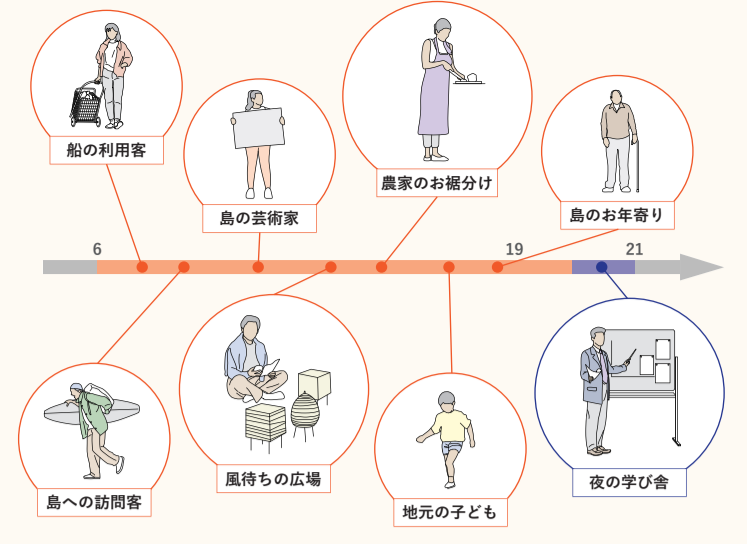 船の利用客
島の芸術家
農家のお裾分け
島のお年寄り
6
19
21
島への訪問客
風待ちの広場
地元の子ども
夜の学び舎